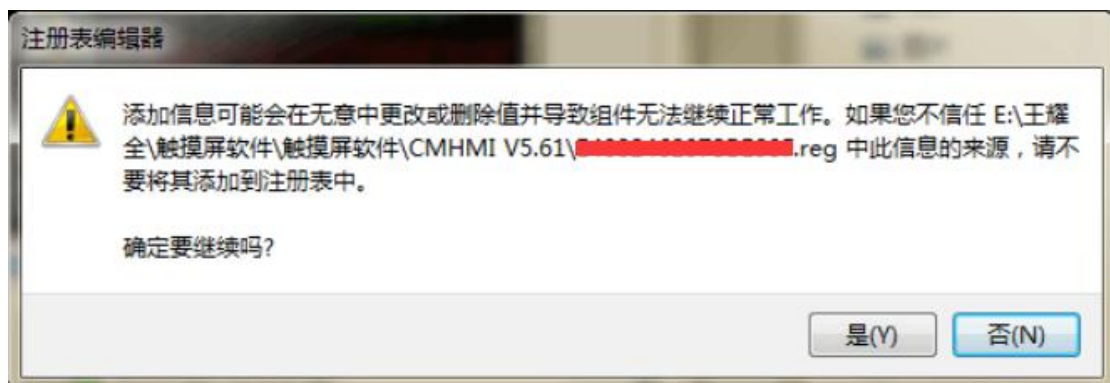 注册表编辑器
添加信息可能会在无意中更改或删除值并导致组件无法继续正常工作。如果您不信任 E:\王耀
全\触摸屏软件\触摸屏软件\CMHMI V5.61\.reg 中此信息的来源，请不
要将其添加到注册表中。
确定要继续吗?
是(Y)
否(N)